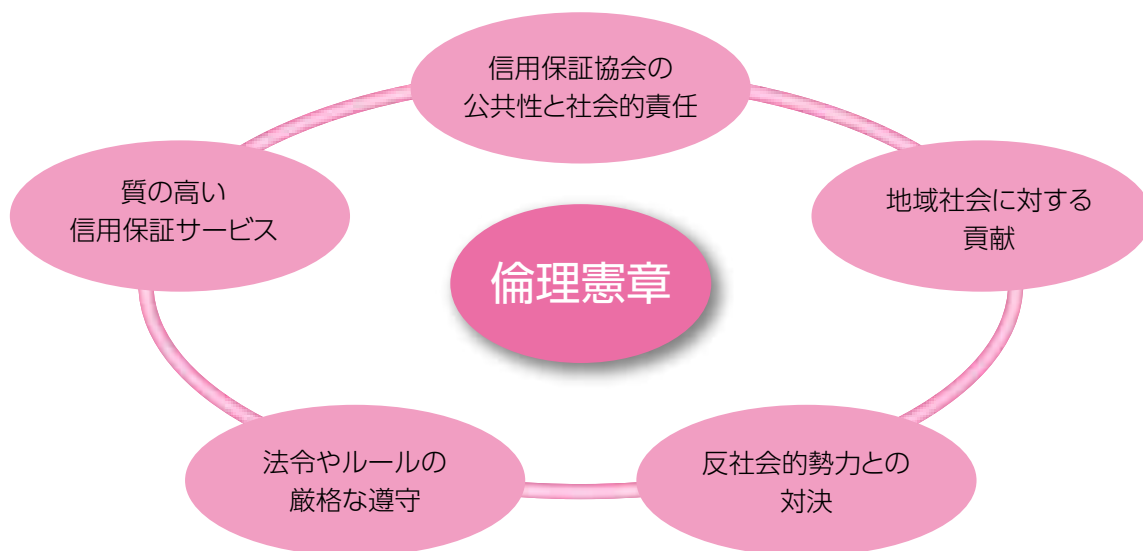 信用保証協会の
公共性と社会的責任
質の高い
信用保証サービス
地域社会に対する
貢献
倫理憲章
法令やルールの
厳格な遵守
反社会的勢力との
対決